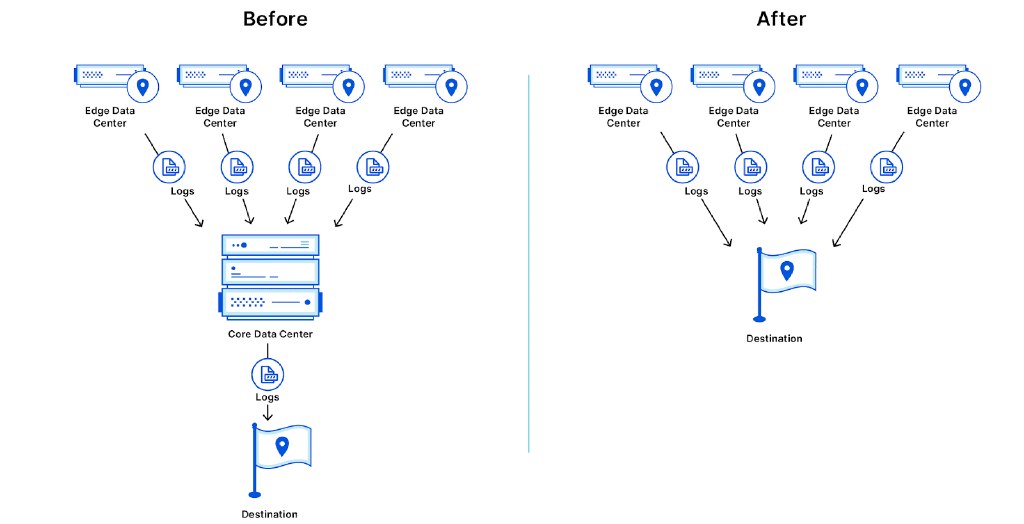 Before
After
Edge Data
Center
Edge Data
Center
Edge Data
Center
Edge Data
Center
Logs
Logs
Logs
Logs
Core Data Center
Logs
Destination
Edge Data
Center
Edge Data
Center
Edge Data
Center
Edge Data
Center
Logs
Logs
Logs
Logs
Destination